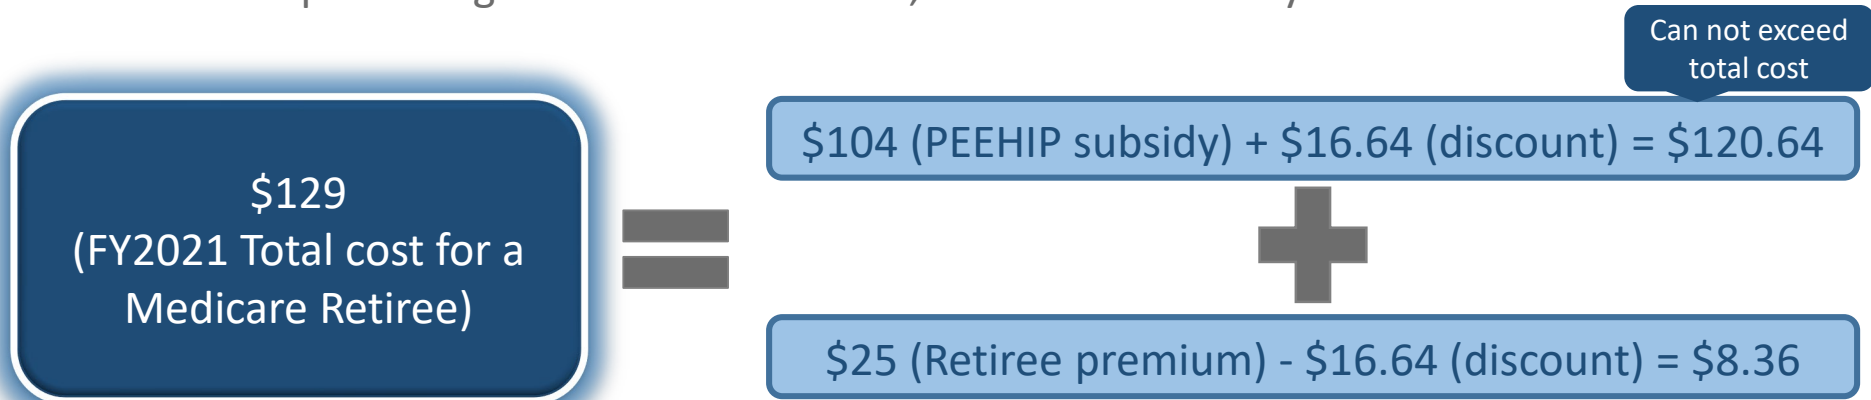 Can not exceed
total cost
$104 (PEEHIP subsidy) + $16.64 (discount) = $120.64
$129
(FY2021 Total cost for a
Medicare Retiree)
$25 (Retiree premium) - $16.64 (discount) = $8.36